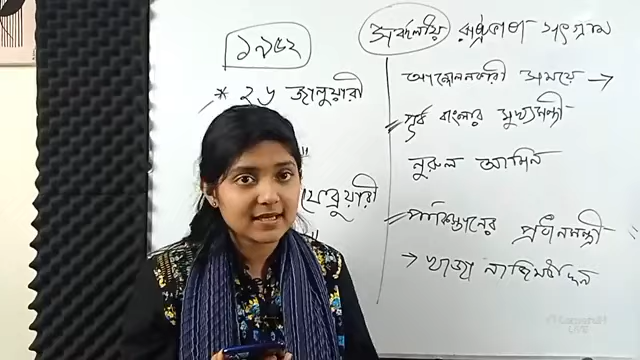 ১৯৫২
* ২৬ জানুয়ারী
"
ফেব্রুয়ারী
"
সর্বদলীয় রাষ্ট্রভাষা সংগ্রাম
আন্দোলনকারী সময়ে →
পূর্ব বাংলার মুখ্যমন্ত্রী
নুরুল আমিন
পাকিস্তানের প্রধানমন্ত্রী
→ খাজা নাজিমউদ্দিন